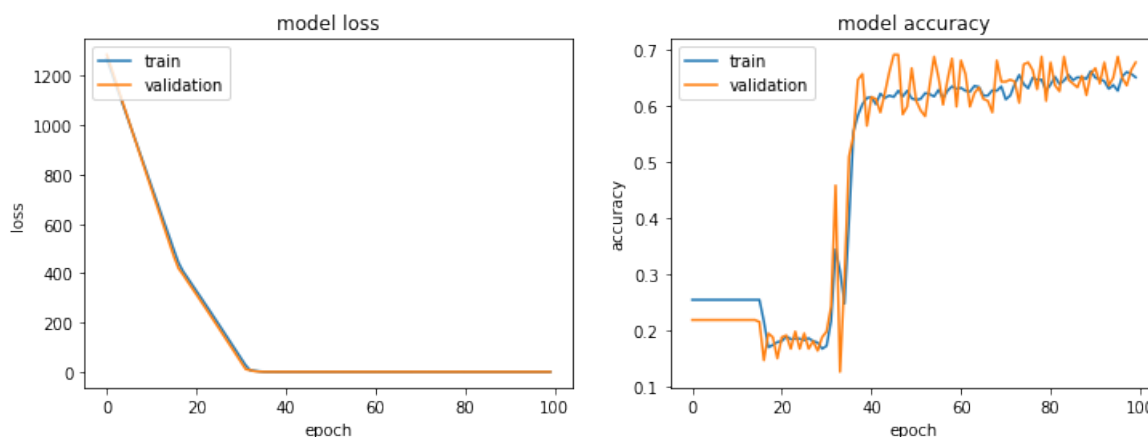 model loss
train
validation
1200
1000
800
600
400
200
0
loss
0 20 40 60 80 100
epoch
model accuracy
train
validation
0.7
0.6
0.5
0.4
0.3
0.2
0.1
accuracy
0 20 40 60 80 100
epoch